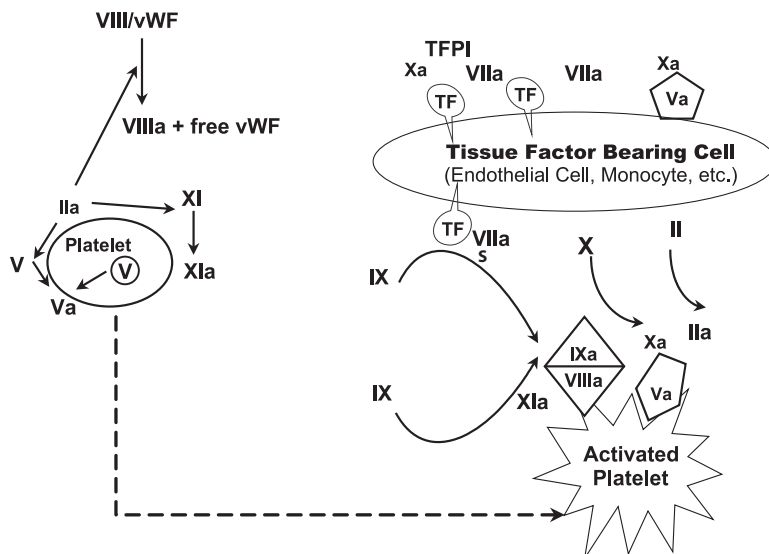 VIII/vWF
VIIIa + free vWF
IIa
XI
Platelet
V
V
XIa
Va
TFPI
Xa
VIIa
VIIa
Xa
TF
TF
Va
Tissue Factor Bearing Cell
(Endothelial Cell, Monocyte, etc.)
TF
VIIa
S
IX
X
II
IIa
Xa
IXa
VIIIa
Va
IX
XIa
Activated
Platelet